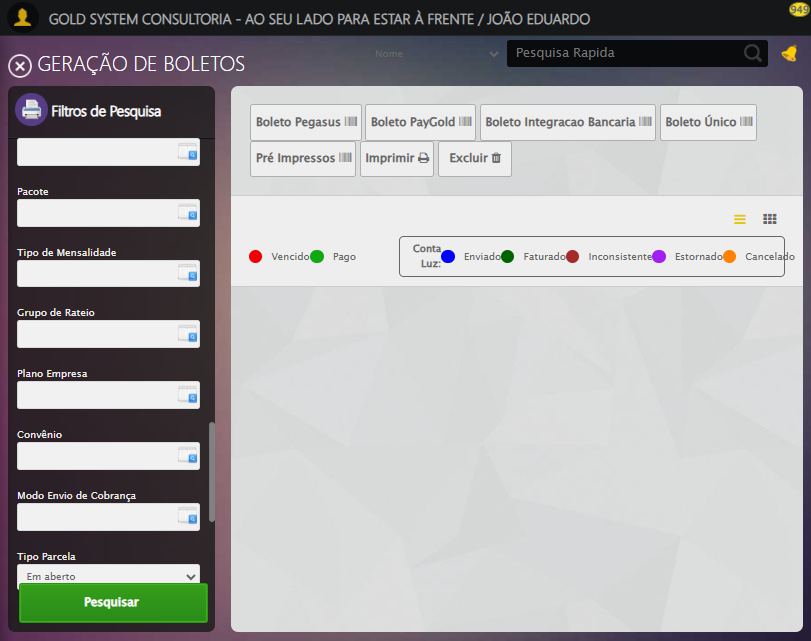 GOLD SYSTEM CONSULTORIA - AO SEU LADO PARA ESTAR À FRENTE / JOÃO EDUARDO
949
GERAÇÃO DE BOLETOS
Nome
Pesquisa Rapida
Filtros de Pesquisa
Pacote
Tipo de Mensalidade
Grupo de Rateio
Plano Empresa
Convênio
Modo Envio de Cobrança
Tipo Parcela
Em aberto
Pesquisar
Boleto Pegasus Boleto PayGold Boleto Integracao Bancaria Boleto Único
Pré Impressos Imprimir Excluir
Vencido Pago Conta Luz: Enviado Faturado Inconsistente Estornado Cancelado